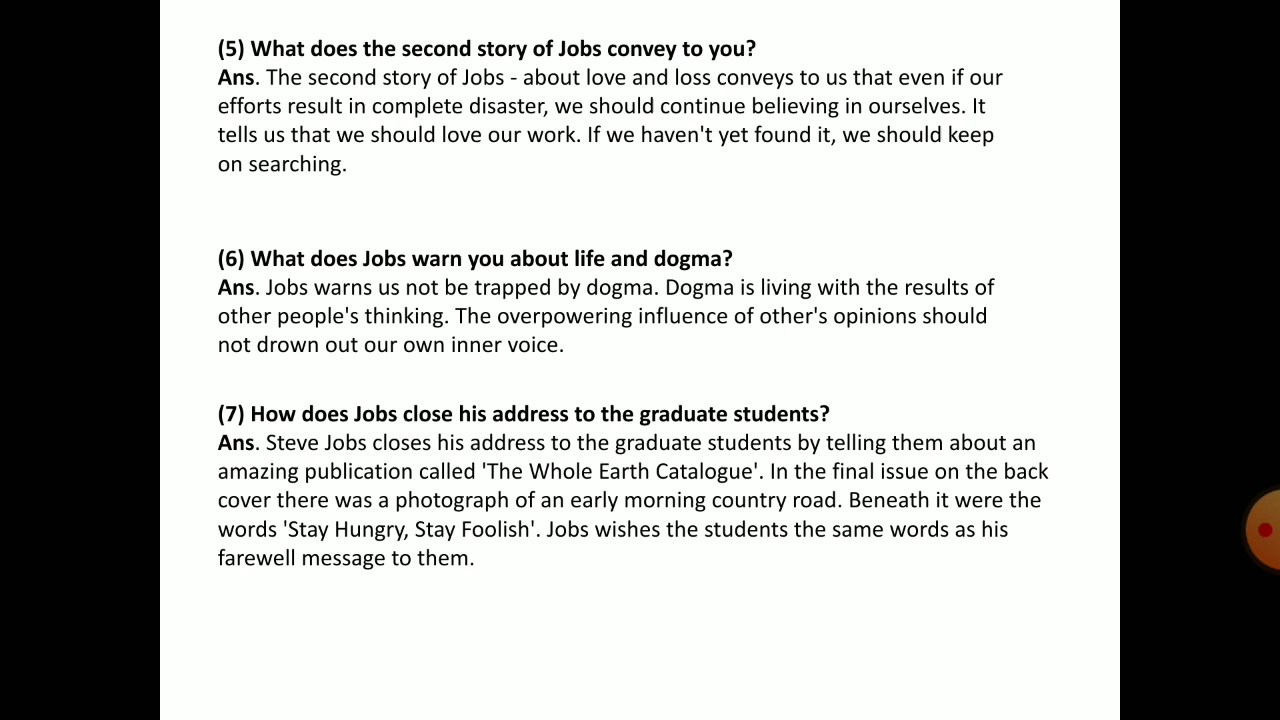 (5) What does the second story of Jobs convey to you?
Ans. The second story of Jobs - about love and loss conveys to us that even if our
efforts result in complete disaster, we should continue believing in ourselves. It
tells us that we should love our work. If we haven't yet found it, we should keep
on searching.
(6) What does Jobs warn you about life and dogma?
Ans. Jobs warns us not be trapped by dogma. Dogma is living with the results of
other people's thinking. The overpowering influence of other's opinions should
not drown out our own inner voice.
(7) How does Jobs close his address to the graduate students?
Ans. Steve Jobs closes his address to the graduate students by telling them about an
amazing publication called 'The Whole Earth Catalogue'. In the final issue on the back
cover there was a photograph of an early morning country road. Beneath it were the
words 'Stay Hungry, Stay Foolish'. Jobs wishes the students the same words as his
farewell message to them.